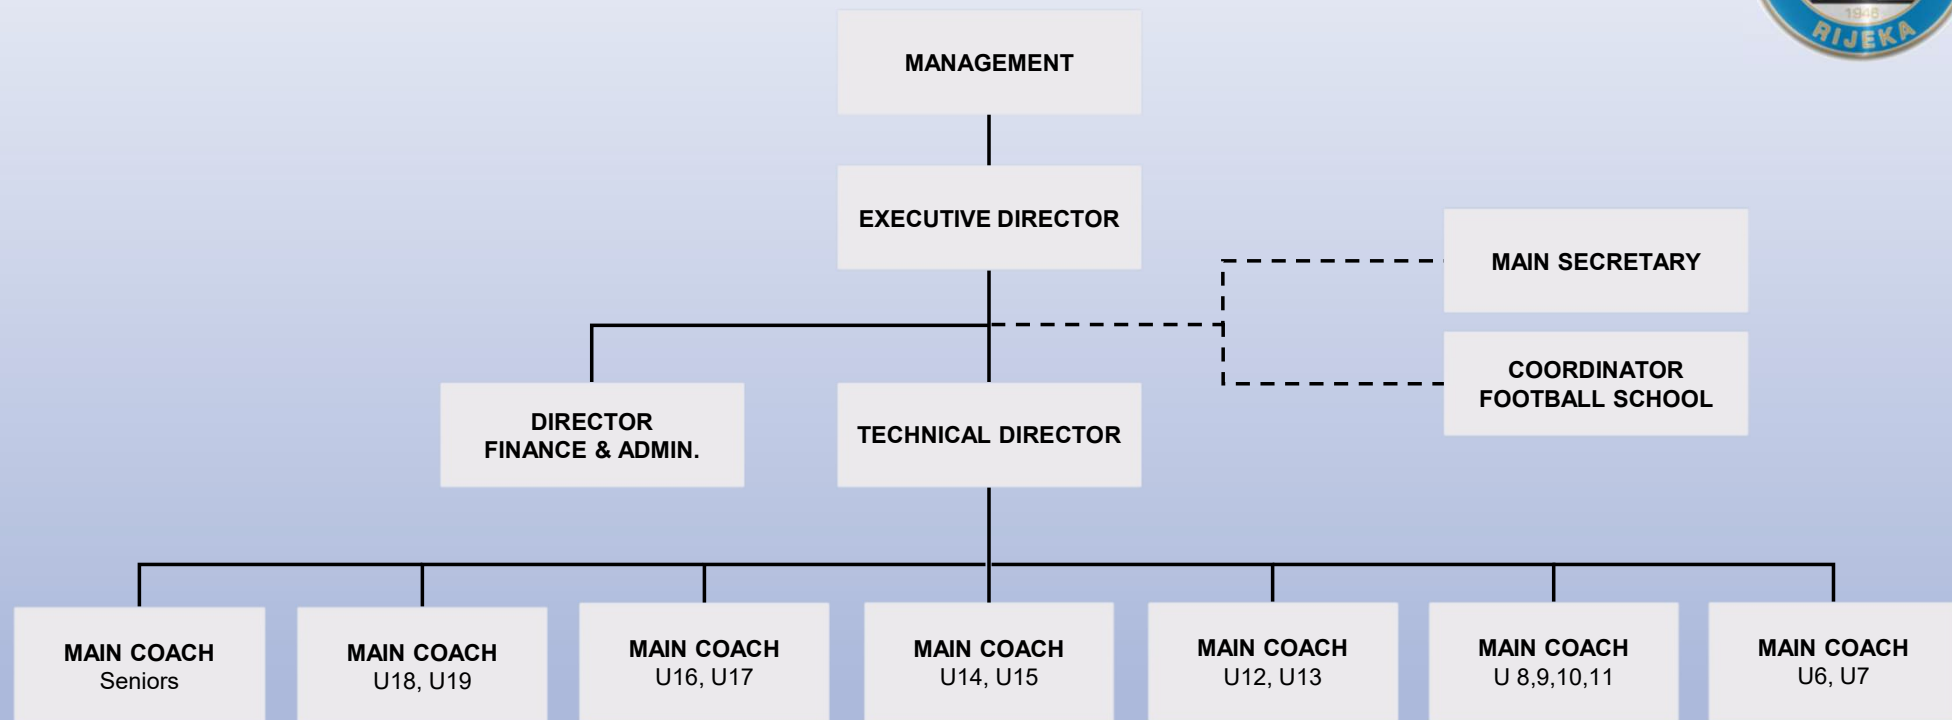 1946
RIJEKA
MANAGEMENT
EXECUTIVE DIRECTOR
MAIN SECRETARY
COORDINATOR
FOOTBALL SCHOOL
DIRECTOR
FINANCE & ADMIN.
TECHNICAL DIRECTOR
MAIN COACH
Seniors
MAIN COACH
U18, U19
MAIN COACH
U16, U17
MAIN COACH
U14, U15
MAIN COACH
U12, U13
MAIN COACH
U 8,9,10,11
MAIN COACH
U6, U7